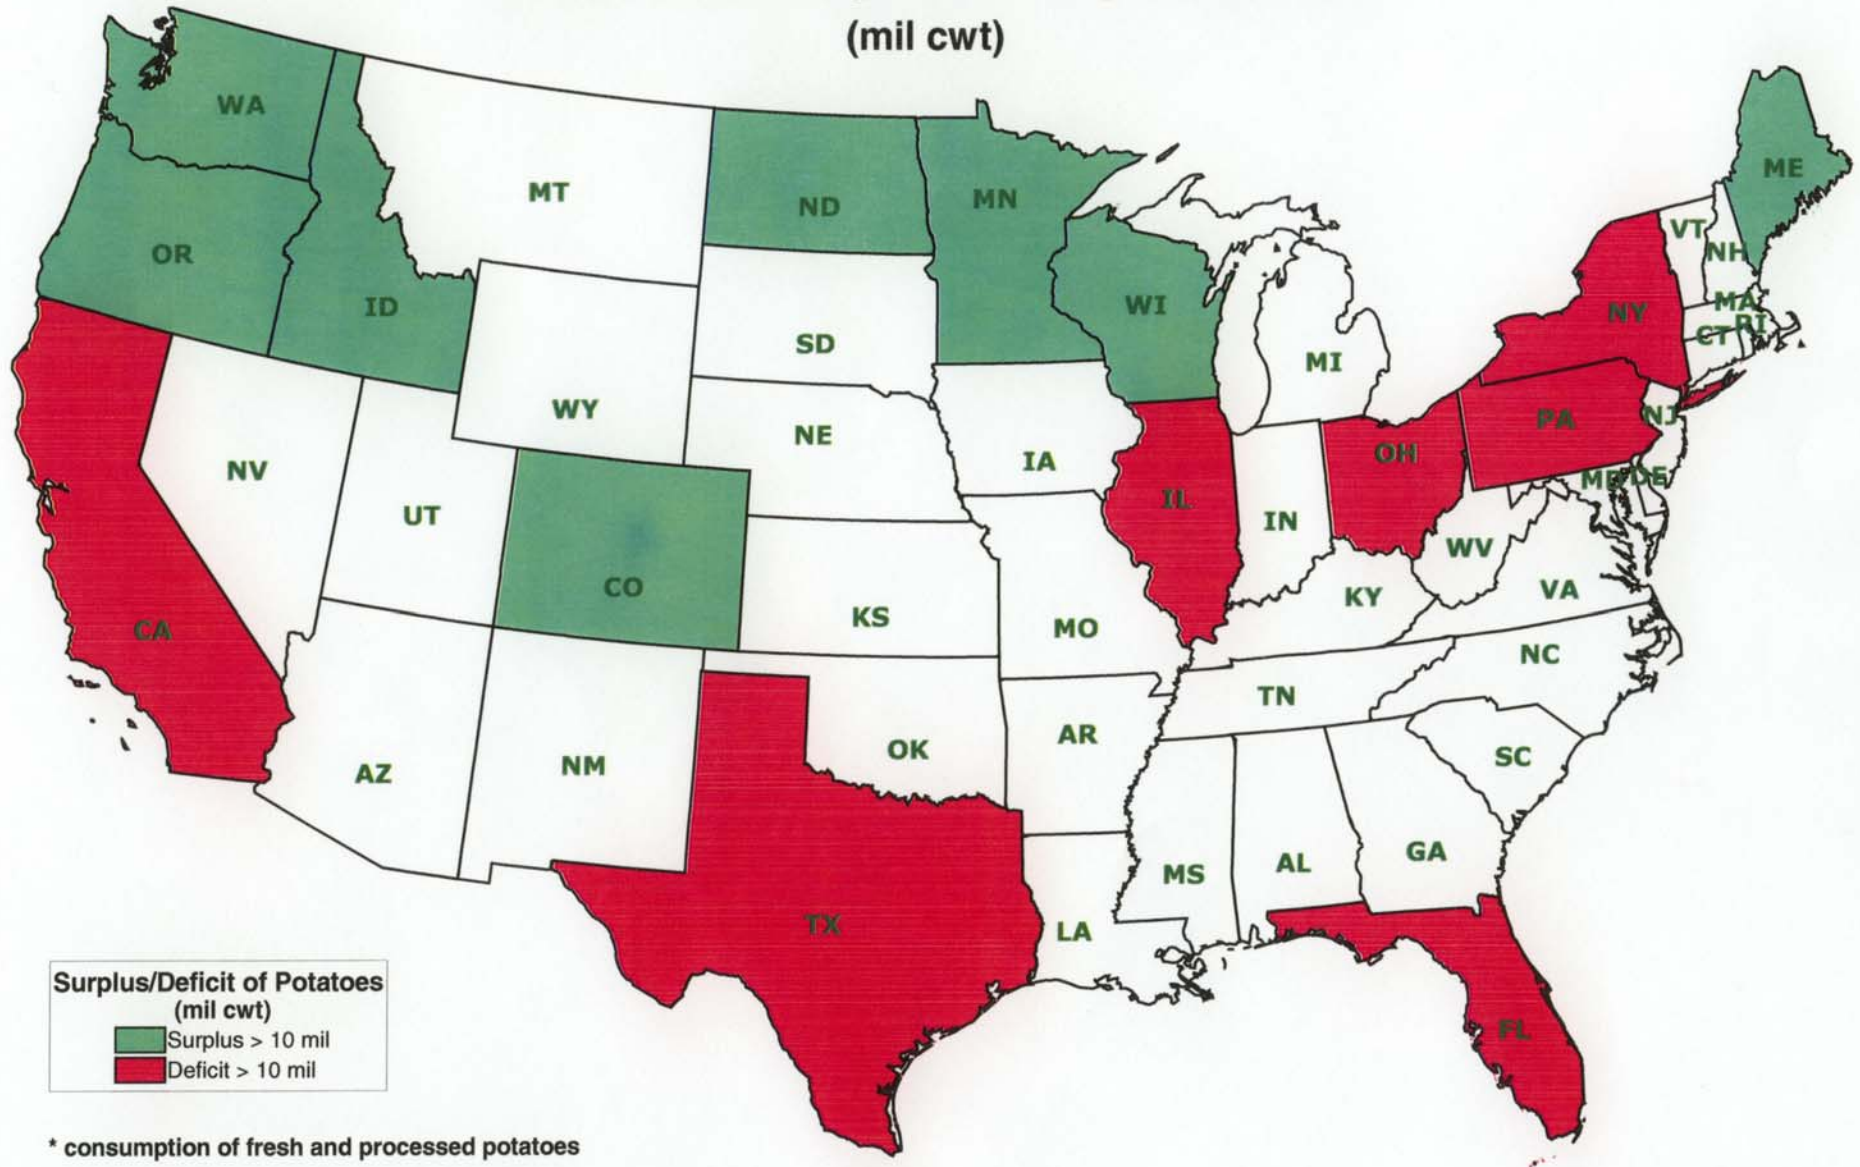 (mil cwt)
WA
MT
ND
MN
ME
OR
ID
VT
NH
WI
NY
MA
RI
CT
SD
MI
WY
NE
PA
NJ
OH
IA
NV
UT
IL
IN
MD
DE
WV
CO
KS
MO
KY
VA
CA
NC
TN
AZ
NM
OK
AR
SC
MS
AL
GA
TX
LA
FL
Surplus/Deficit of Potatoes
(mil cwt)
Surplus > 10 mil
Deficit > 10 mil
* consumption of fresh and processed potatoes